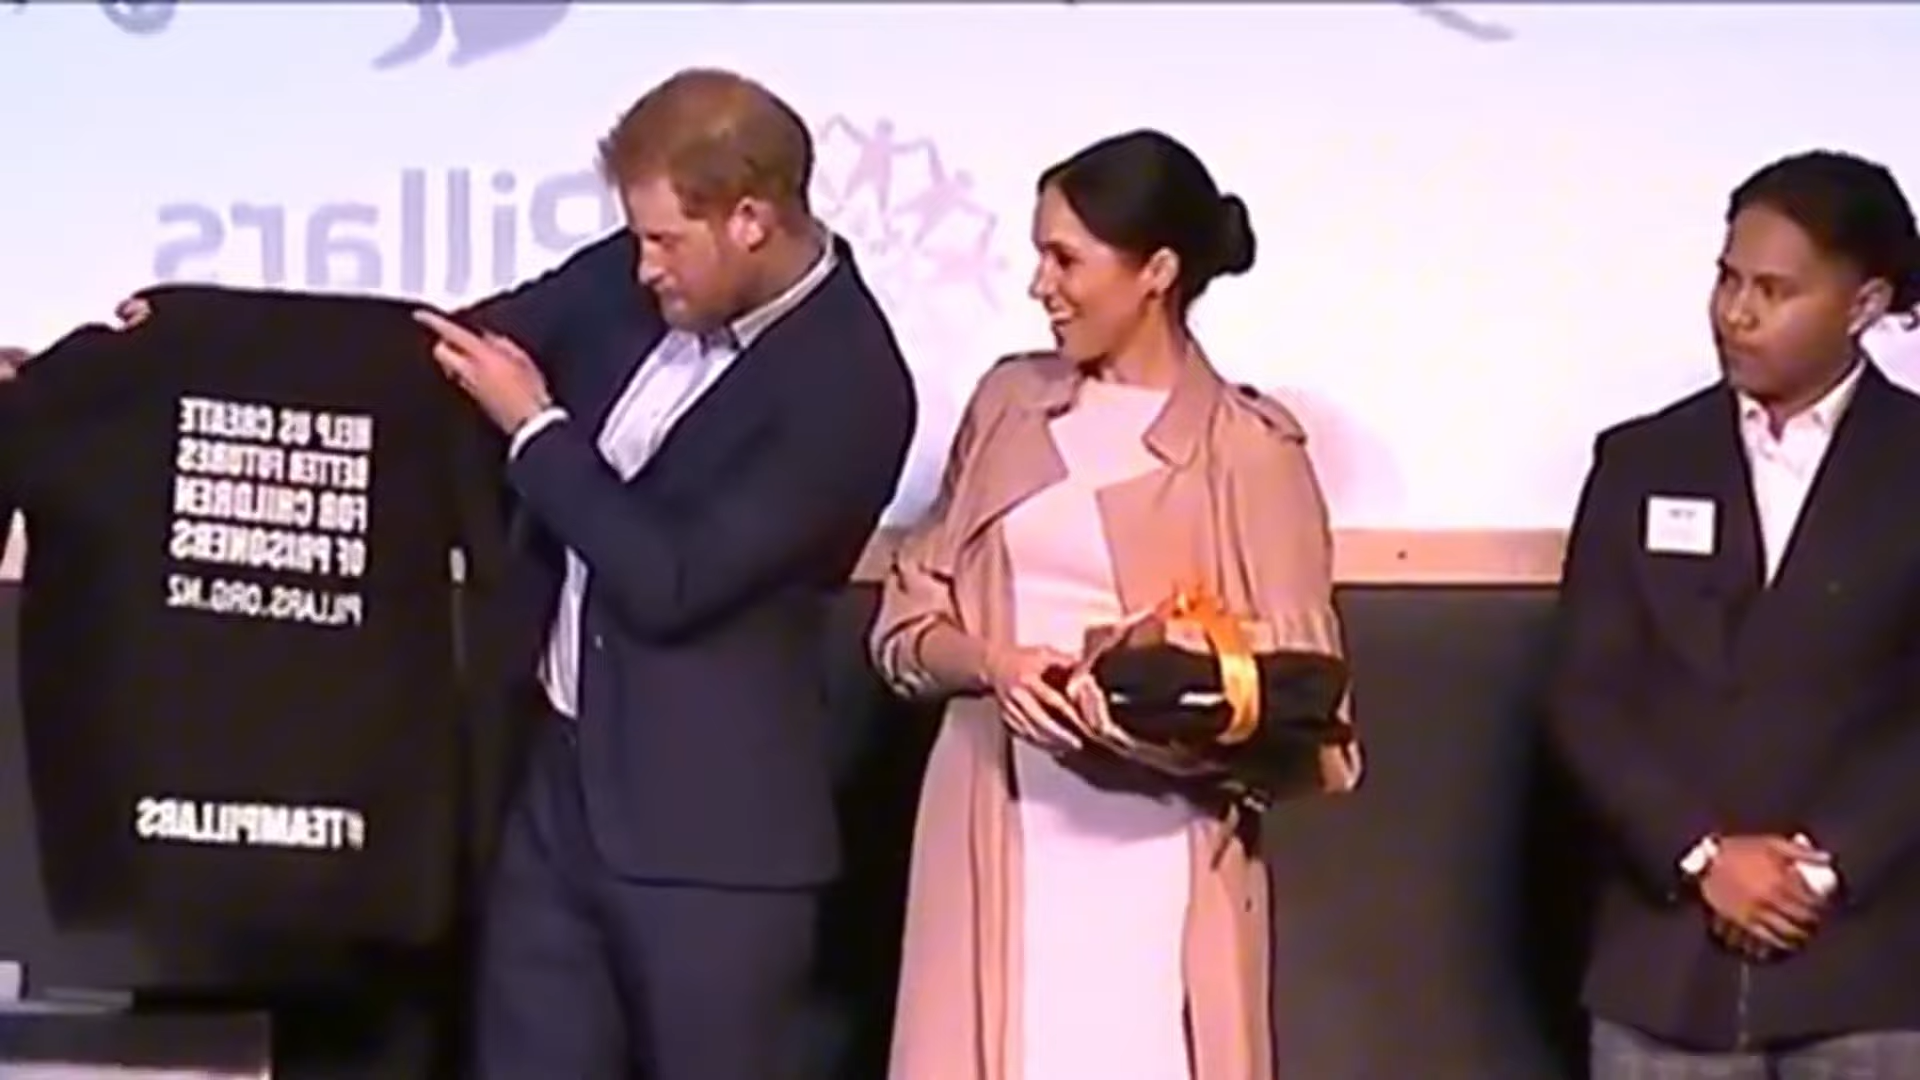 Pillars
HELP US CREATE
BETTER FUTURES
FOR CHILDREN
OF PRISONERS
PILLARS.ORG.NZ
#TEAMPILLARS